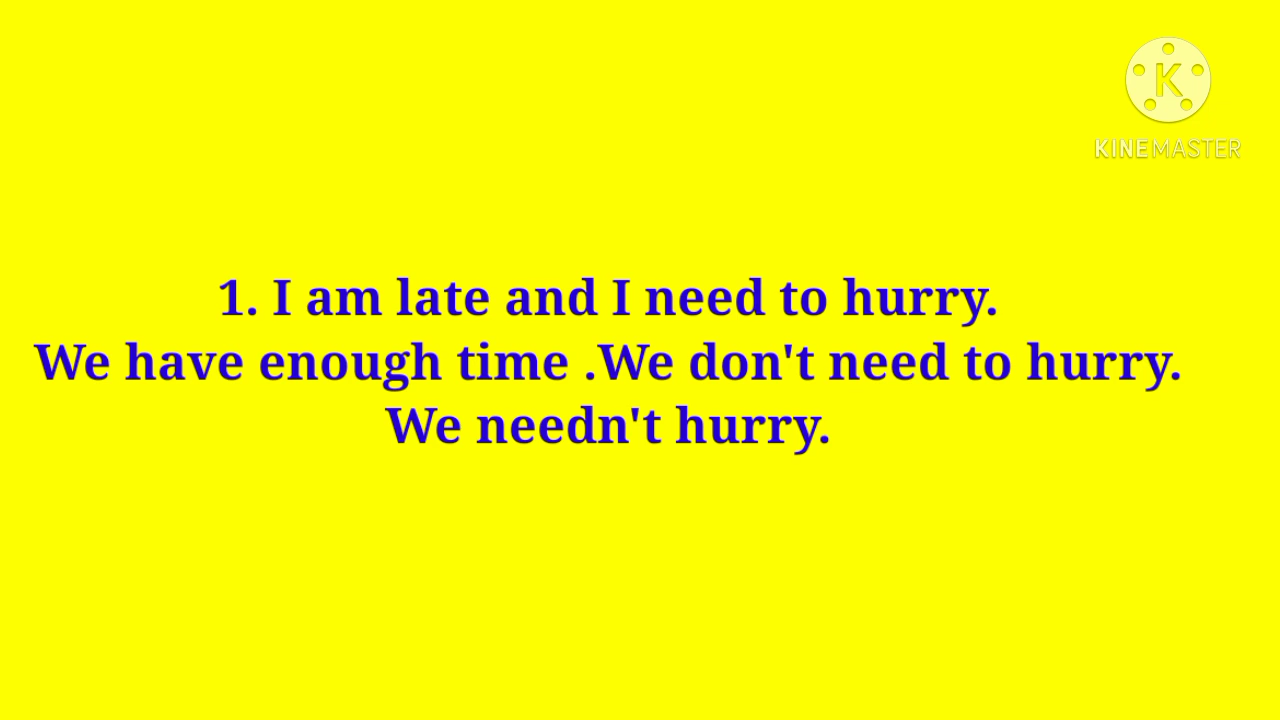 KINEMASTER
1. I am late and I need to hurry.
We have enough time .We don't need to hurry.
We needn't hurry.